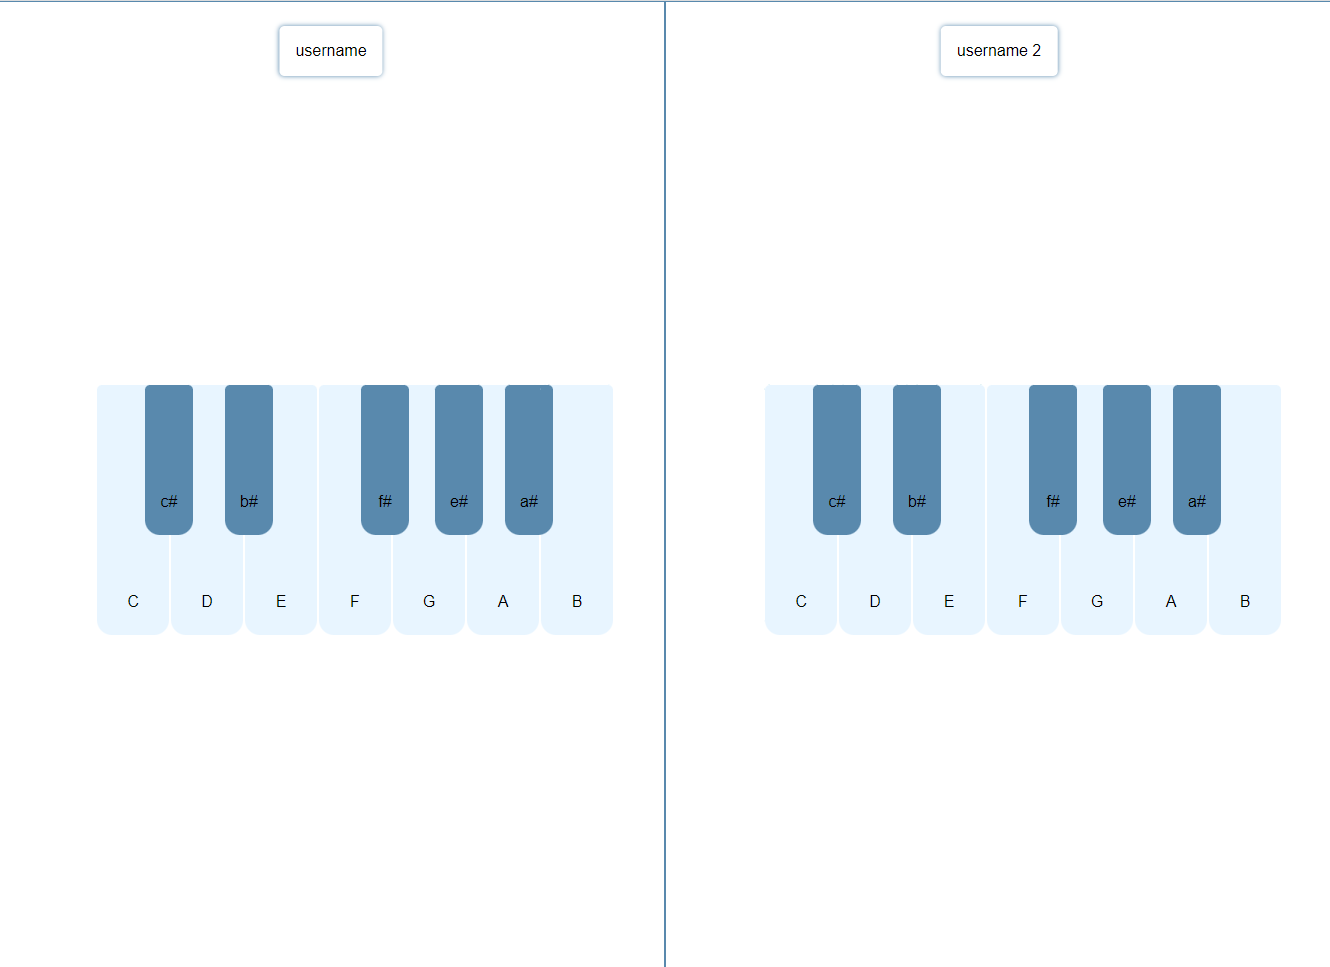 username
username 2
c# b# f# e# a#
C D E F G A B
c# b# f# e# a#
C D E F G A B